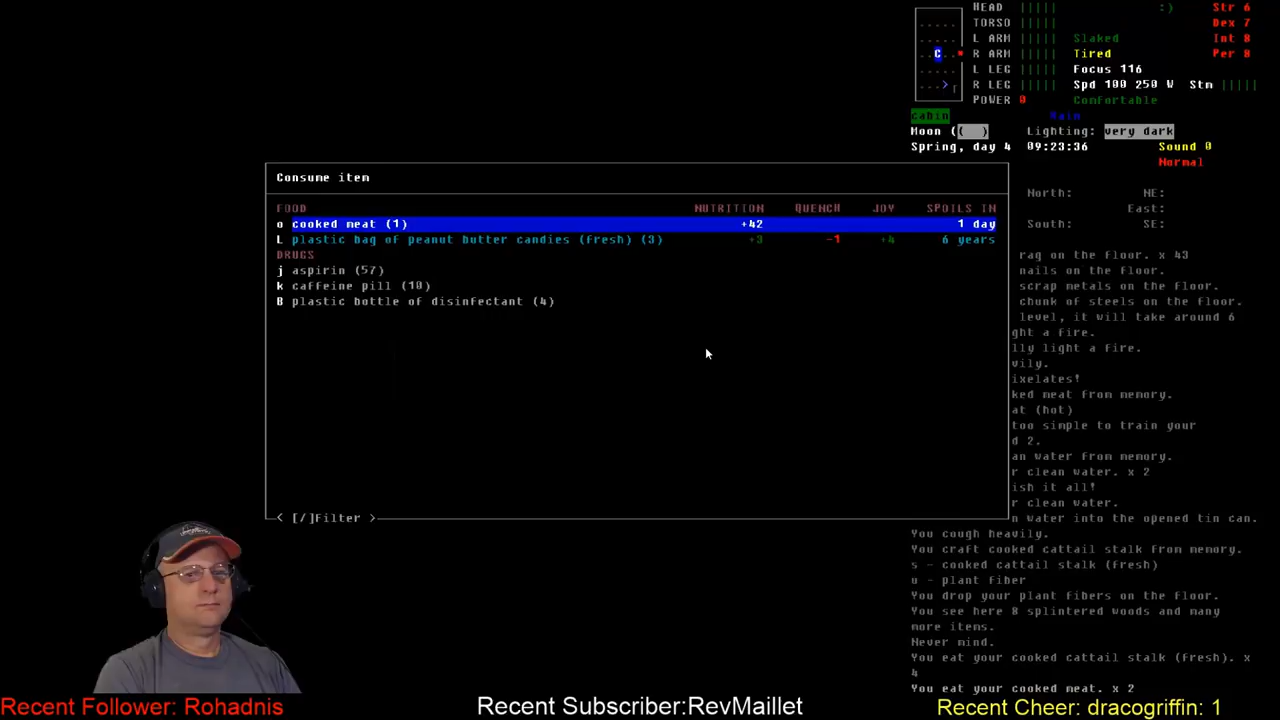 HEAD ||||| :) Str 6
TORSO ||||| Dex 7
L ARM ||||| Slaked Int 8
R ARM ||||| Tired Per 8
L LEG ||||| Focus 116
R LEG ||||| Spd 100 250 W Stm |||||
POWER 0 Comfortable
cabin Rain
Moon (( ) Lighting: very dark
Spring, day 4 09:23:36 Sound 0
Normal
Consume item
FOOD NUTRITION QUENCH JOY SPOILS IN
o cooked meat (1) +42 1 day
L plastic bag of peanut butter candies (fresh) (3) +3 -1 +4 6 years
DRUGS
j aspirin (57)
k caffeine pill (10)
B plastic bottle of disinfectant (4)
< [/]Filter >
North: NE:
East:
South: SE:
rag on the floor. x 43
nails on the floor.
scrap metals on the floor.
chunk of steels on the floor.
level, it will take around 6
ght a fire.
lly light a fire.
vily.
ixelates!
ked meat from memory.
at (hot)
too simple to train your
d 2.
an water from memory.
r clean water. x 2
ish it all!
r clean water.
n water into the opened tin can.
You cough heavily.
You craft cooked cattail stalk from memory.
s - cooked cattail stalk (fresh)
u - plant fiber
You drop your plant fibers on the floor.
You see here 8 splintered woods and many
more items.
Never mind.
You eat your cooked cattail stalk (fresh). x
4
You eat your cooked meat. x 2
Recent Follower: Rohadnis
Recent Subscriber:RevMaillet
Recent Cheer: dracogriffin: 1